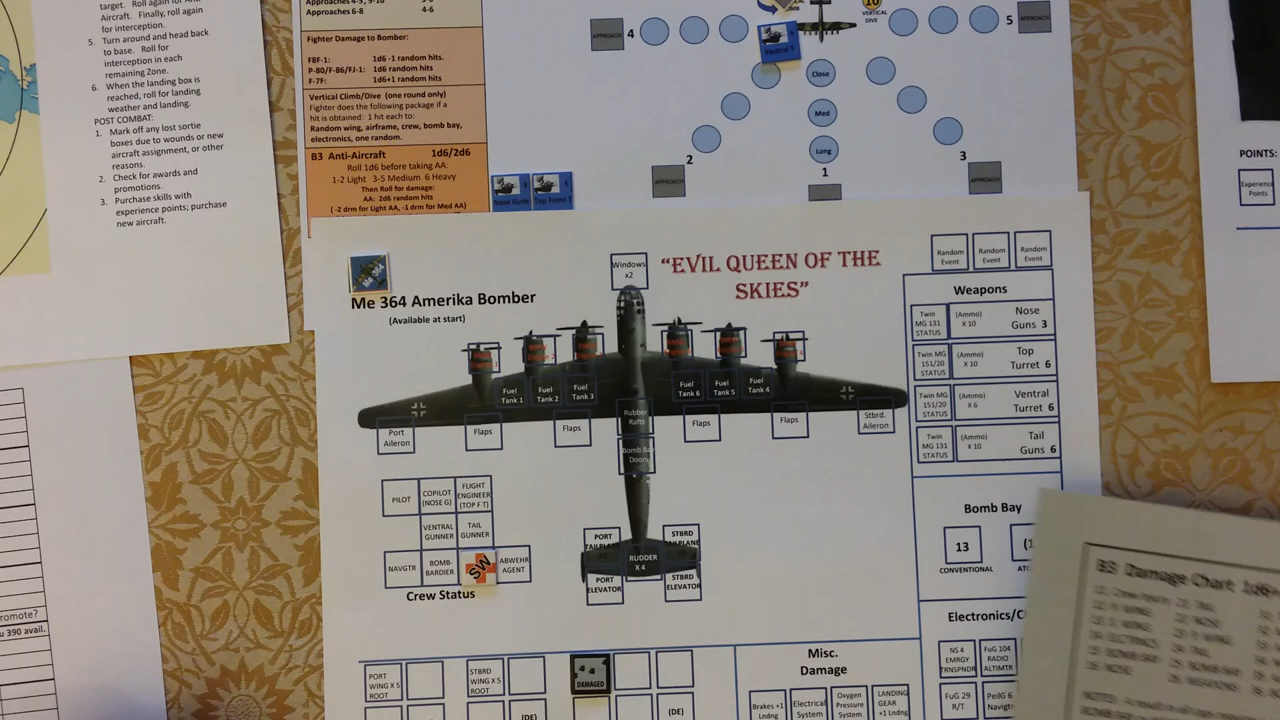 target. Roll again for Anti-
Aircraft. Finally, roll again
for interception.
5. Turn around and head back
to base. Roll for
interception in each
remaining Zone.
6. When the landing box is
reached, roll for landing
weather and landing.
POST COMBAT:
1. Mark off any lost sortie
boxes due to wounds or new
aircraft assignment, or other
reasons.
2. Check for awards and
promotions.
3. Purchase skills with
experience points; purchase
new aircraft.
Approaches 6-8 4-6
Fighter Damage to Bomber:
F8F-1: 1d6 -1 random hits.
P-80/F-86/FJ-1: 1d6 random hits
F-7F: 1d6+1 random hits.
Vertical Climb/Dive (one round only)
Fighter does the following package if a
hit is obtained: 1 hit each to:
Random wing, airframe, crew, bomb bay,
electronics, one random.
B3 Anti-Aircraft 1d6/2d6
Roll 1d6 before taking AA:
1-2 Light 3-5 Medium 6 Heavy
Then Roll for damage:
AA: 2d6 random hits
( -2 drm for Light AA, -1 drm for Med AA)
Nose Guns
Top Front T
APPROACH
4
Ventral T
10
VERTICAL
DIVE
5
APPROACH
Close
Med
Long
1
2
APPROACH
3
APPROACH
POINTS:
Experience
Points
Me 364
Me 364 Amerika Bomber
(Available at start)
Windows
x2
"EVIL QUEEN OF THE
SKIES"
Random
Event
Random
Event
Random
Event
Fuel
Tank 1
Fuel
Tank 2
Fuel
Tank 3
Fuel
Tank 6
Fuel
Tank 5
Fuel
Tank 4
Port
Aileron
Flaps
Flaps
Rubber
Rafts
Flaps
Flaps
Stbrd.
Aileron
Bomb Bay
Doors
PILOT
COPILOT
(NOSE G)
FLIGHT
ENGINEER
(TOP F T)
VENTRAL
GUNNER
TAIL
GUNNER
NAVGTR
BOMB-
BARDIER
SW
ABWEHR
AGENT
Crew Status
PORT
TAILPLANE
STBRD
TAILPLANE
RUDDER
X 4
PORT
ELEVATOR
STBRD
ELEVATOR
Weapons
Twin
MG 131
STATUS
(Ammo)
X 10
Nose
Guns 3
Twin MG
151/20
STATUS
(Ammo)
X 10
Top
Turret 6
Twin MG
151/20
STATUS
(Ammo)
X 6
Ventral
Turret 6
Twin
MG 131
STATUS
(Ammo)
X 10
Tail
Guns 6
Bomb Bay
13
CONVENTIONAL
Electronics/
NS 4
EMRGY
TRNSPNDR
FuG 104
RADIO
ALTIMTR
FuG 29
R/T
PeilG 6
Navigtn
PORT
WING X 5
ROOT
STBRD
WING X 5
ROOT
DAMAGED
(DE)
(DE)
Misc.
Damage
Brakes +1
Lndng
Electrical
System
Oxygen
Pressure
System
LANDING
GEAR
+1 Lndng
B3 Damage Chart
romote?
u 390 avail.